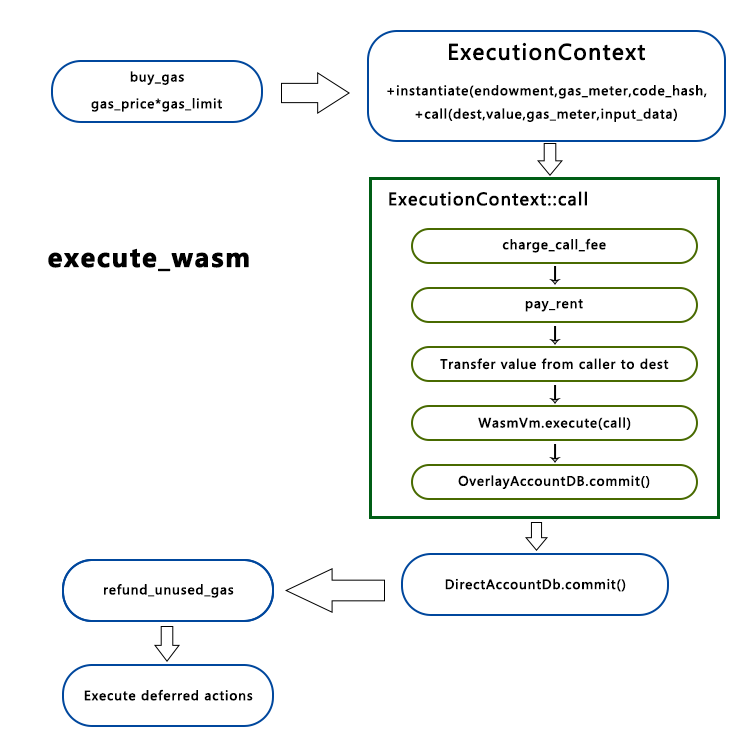 buy_gas
gas_price*gas_limit
ExecutionContext
+instantiate(endowment,gas_meter,code_hash,
+call(dest,value,gas_meter,input_data)
execute_wasm
ExecutionContext::call
charge_call_fee
pay_rent
Transfer value from caller to dest
WasmVm.execute(call)
OverlayAccountDB.commit()
DirectAccountDb.commit()
refund_unused_gas
Execute deferred actions